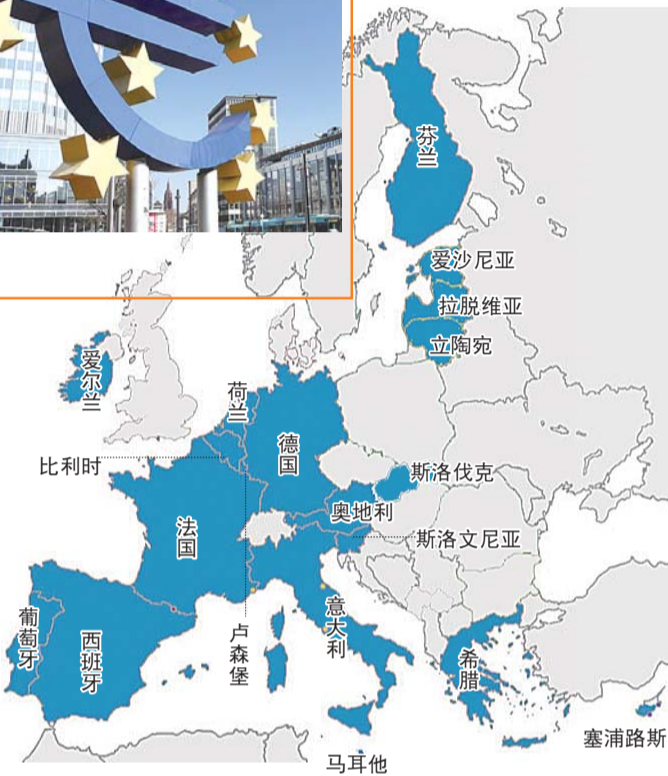 芬兰
爱沙尼亚
拉脱维亚
立陶宛
爱尔兰
荷兰
德国
比利时
斯洛伐克
奥地利
法国
斯洛文尼亚
葡萄牙
西班牙
卢森堡
意大利
希腊
塞浦路斯
马耳他